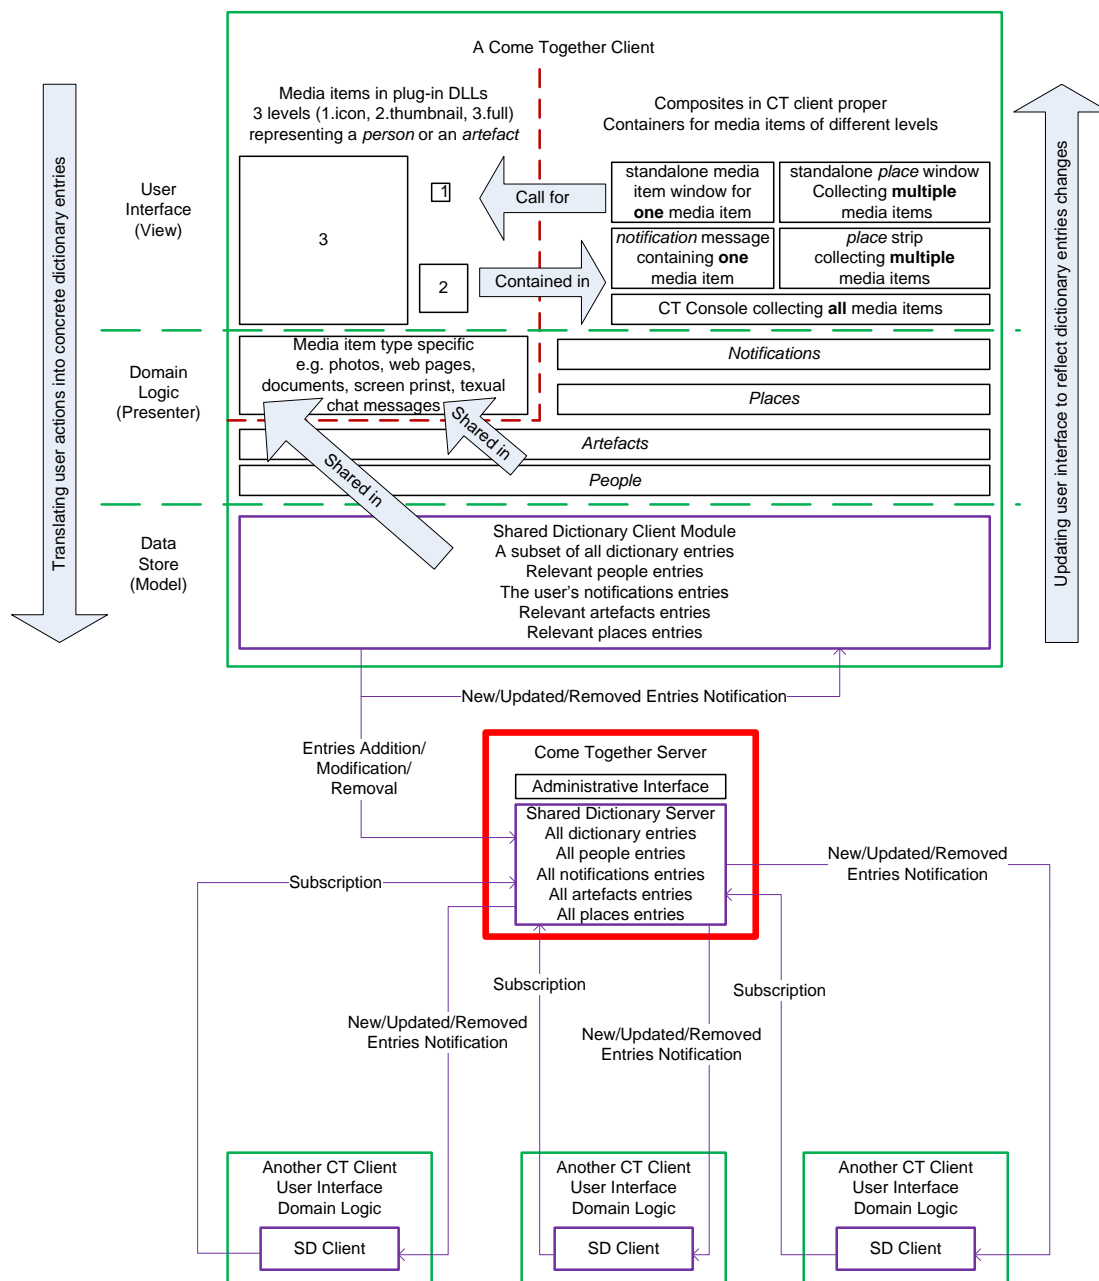 A Come Together Client
Media items in plug-in DLLs
3 levels (1.icon, 2.thumbnail, 3.full)
representing a person or an artefact
Composites in CT client proper
Containers for media items of different levels
Translating user actions into concrete dictionary entries
Updating user interface to reflect dictionary entries changes
User
Interface
(View)
3
1
2
Call for
Contained in
standalone media
item window for
one media item
standalone place window
Collecting multiple
media items
notification message
containing one
media item
place strip
collecting multiple
media items
CT Console collecting all media items
Domain
Logic
(Presenter)
Media item type specific
e.g. photos, web pages,
documents, screen prinst, texual
chat messages
Notifications
Places
Shared in
Shared in
Artefacts
People
Data
Store
(Model)
Shared Dictionary Client Module
A subset of all dictionary entries
Relevant people entries
The user's notifications entries
Relevant artefacts entries
Relevant places entries
New/Updated/Removed Entries Notification
Entries Addition/
Modification/
Removal
Come Together Server
Administrative Interface
Shared Dictionary Server
All dictionary entries
All people entries
All notifications entries
All artefacts entries
All places entries
New/Updated/Removed
Entries Notification
Subscription
Subscription
Subscription
New/Updated/Removed
Entries Notification
New/Updated/Removed
Entries Notification
Another CT Client
User Interface
Domain Logic
SD Client
Another CT Client
User Interface
Domain Logic
SD Client
Another CT Client
User Interface
Domain Logic
SD Client